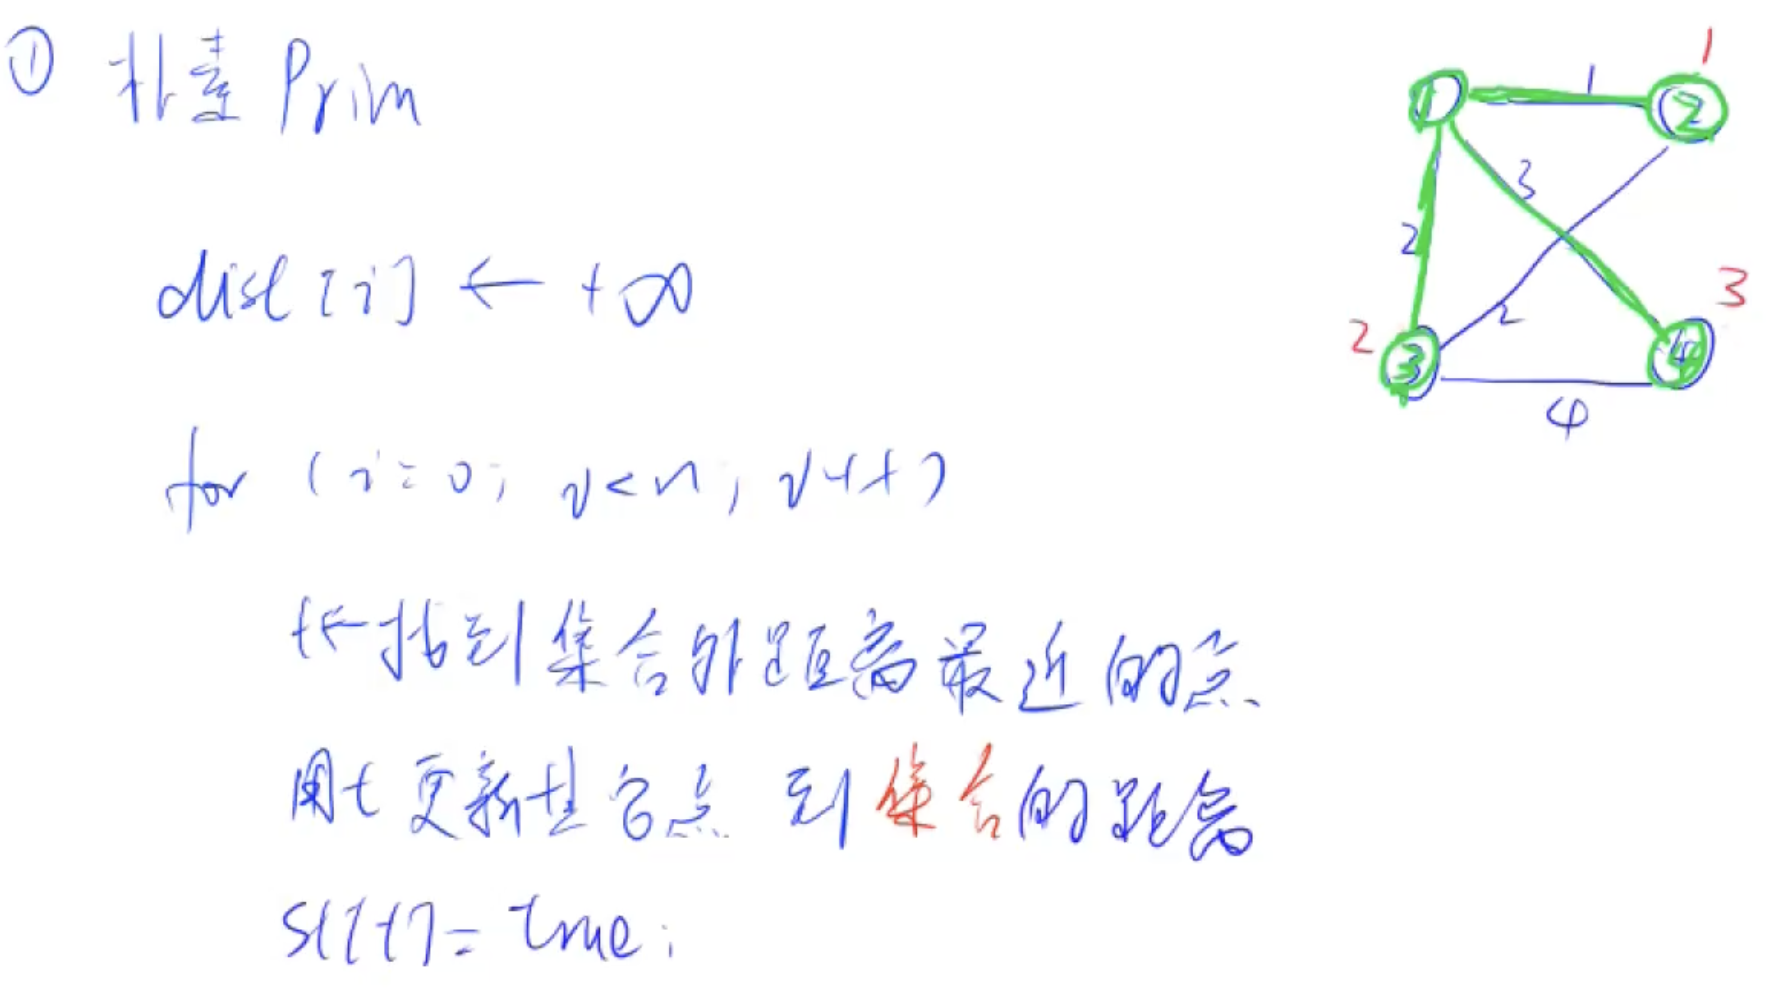 ① 朴素 Prim
dist[i] ← +∞
for (i=0; i<n; i++)
t←找到集合外距离最近的点
用t更新其它点 到集合的距离
st[t]=true;
1
1
1
2
3
2
3
2
2
3
4
4